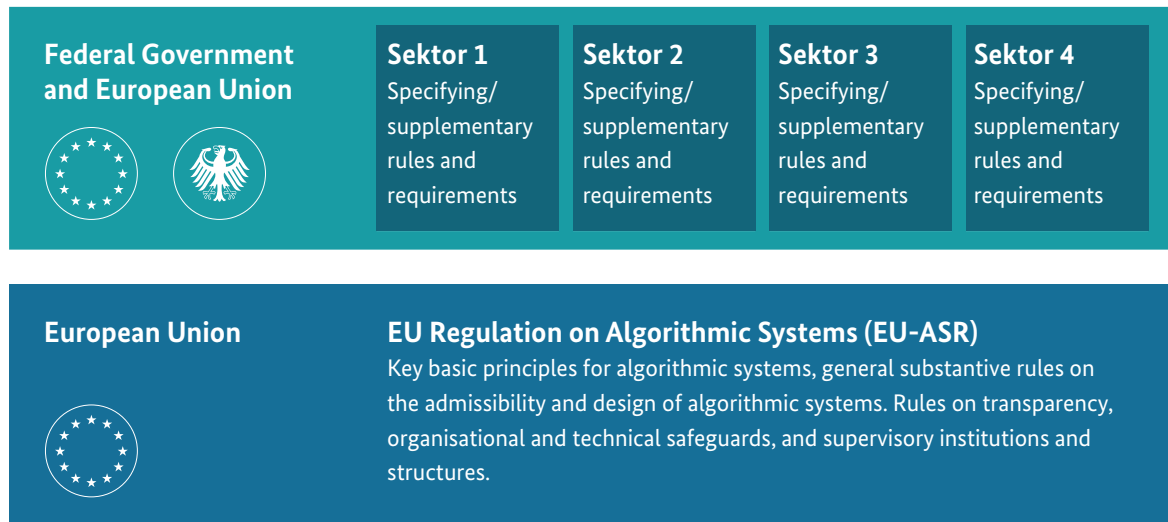 Federal Government
and European Union
Sektor 1
Specifying/
supplementary
rules and
requirements
Sektor 2
Specifying/
supplementary
rules and
requirements
Sektor 3
Specifying/
supplementary
rules and
requirements
Sektor 4
Specifying/
supplementary
rules and
requirements
European Union
EU Regulation on Algorithmic Systems (EU-ASR)
Key basic principles for algorithmic systems, general substantive rules on
the admissibility and design of algorithmic systems. Rules on transparency,
organisational and technical safeguards, and supervisory institutions and
structures.